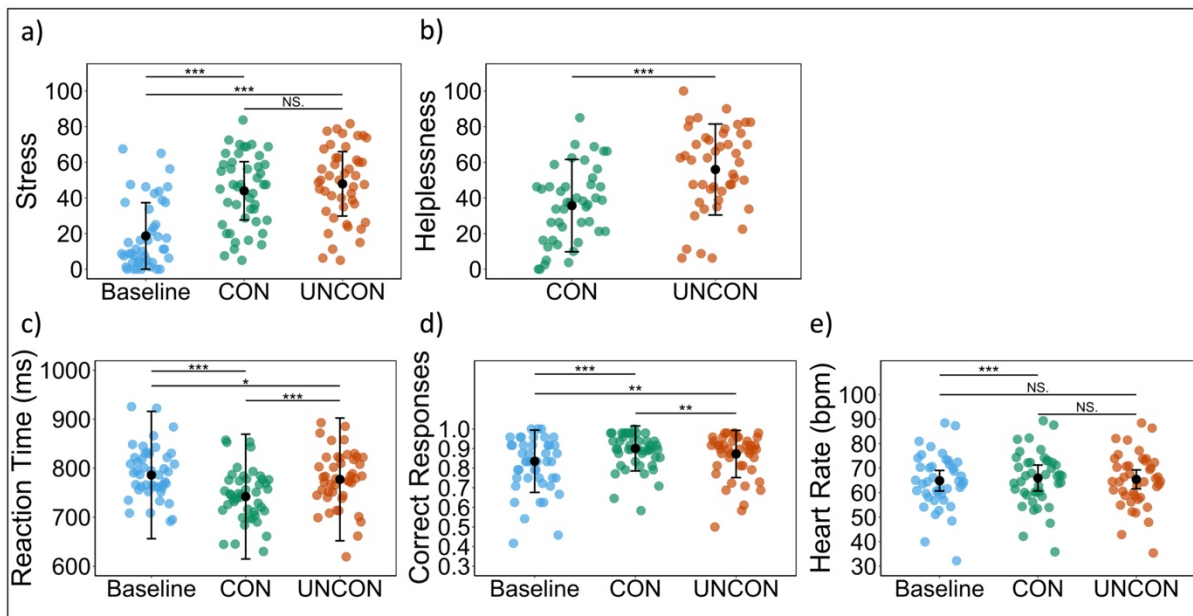 a)
***
***
NS.
100
80
60
40
20
0
Stress
Baseline CON UNCON
b)
***
100
80
60
40
20
0
Helplessness
CON UNCON
c)
***
*
***
1000
900
800
700
600
Reaction Time (ms)
Baseline CON UNCON
d)
***
**
**
1.0
0.9
0.8
0.7
0.6
0.5
0.4
0.3
Correct Responses
Baseline CON UNCON
e)
***
NS.
NS.
100
90
80
70
60
50
40
30
Heart Rate (bpm)
Baseline CON UNCON